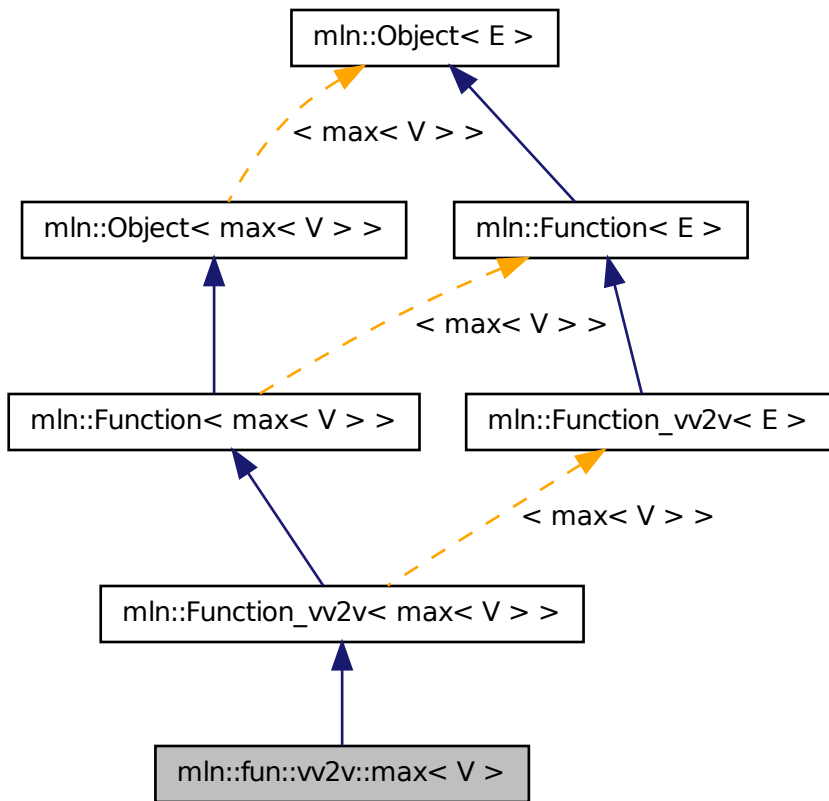 mln::Object< E >
< max< V > >
mln::Object< max< V > >
mln::Function< E >
< max< V > >
mln::Function< max< V > >
mln::Function_vv2v< E >
< max< V > >
mln::Function_vv2v< max< V > >
mln::fun::vv2v::max< V >